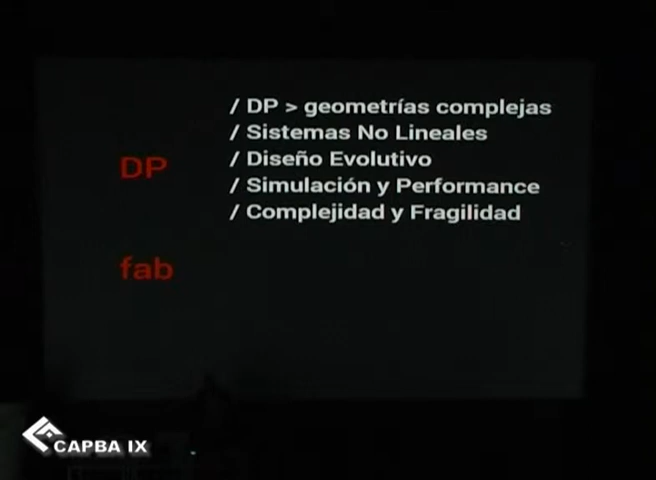 DP
/ DP > geometrías complejas
/ Sistemas No Lineales
/ Diseño Evolutivo
/ Simulación y Performance
/ Complejidad y Fragilidad
fab
CAPBA IX